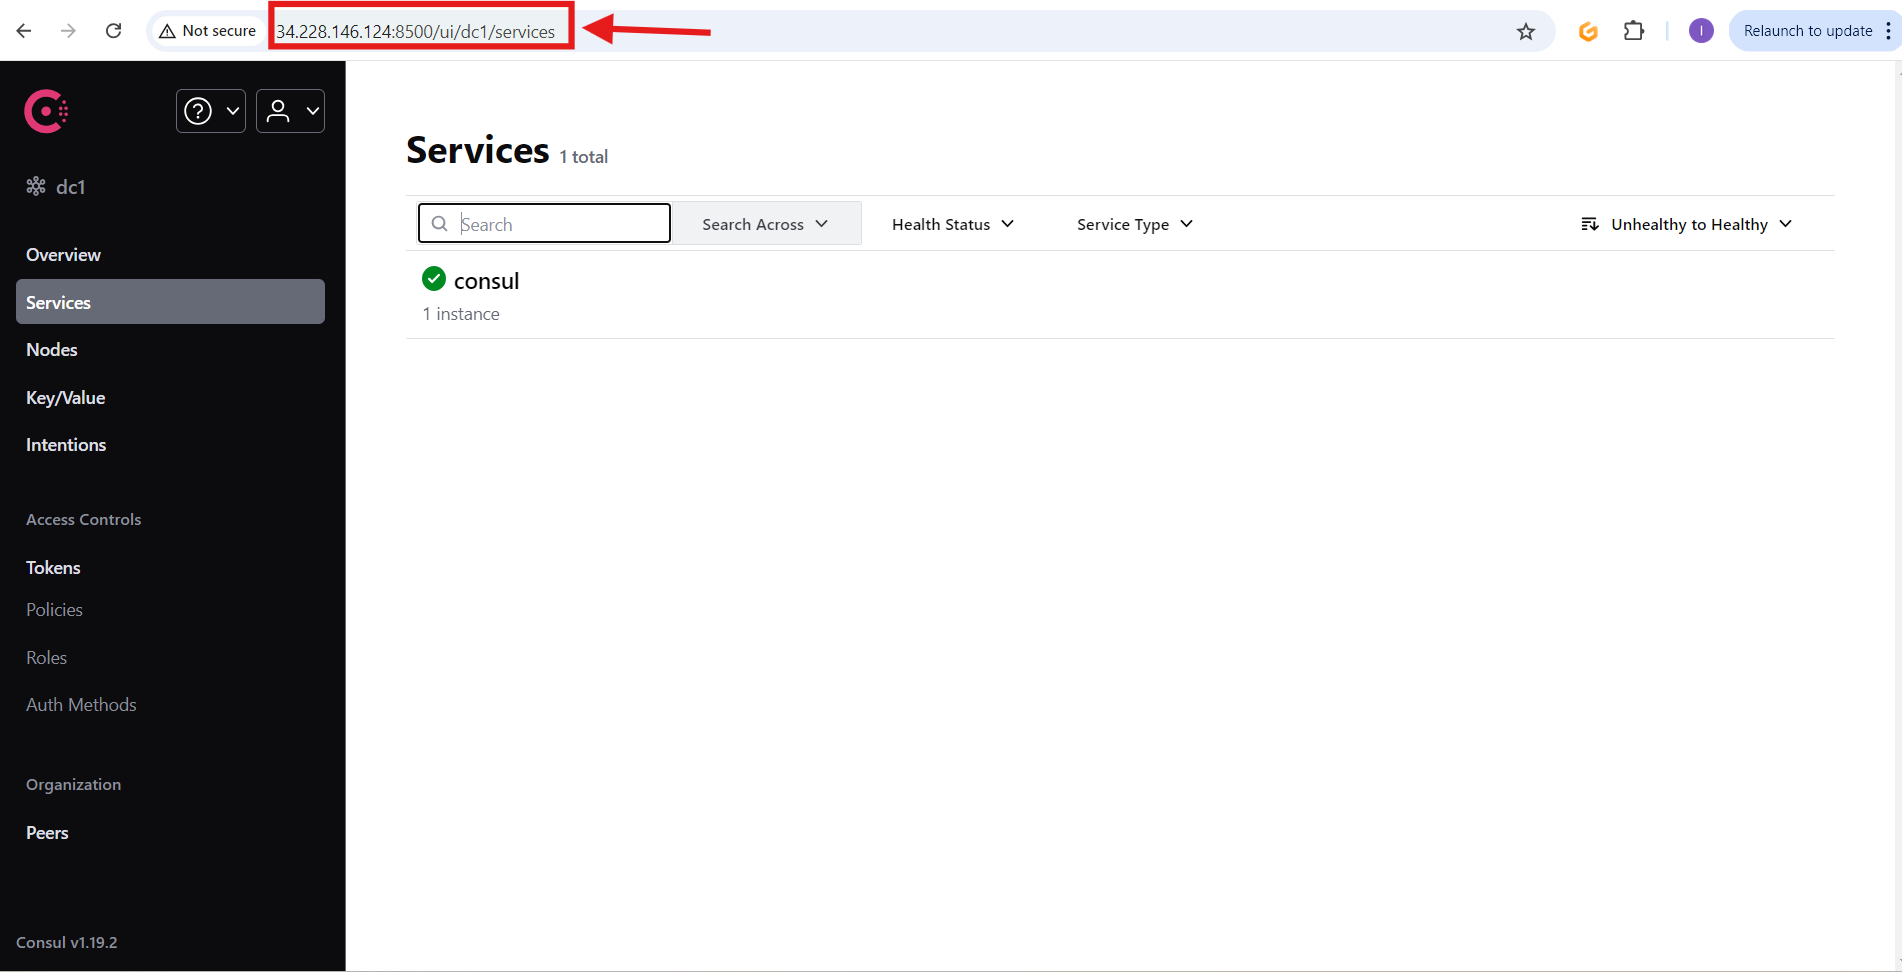 Not secure 34.228.146.124:8500/ui/dc1/services
I
Relaunch to update
dc1
Overview
Services
Nodes
Key/Value
Intentions
Access Controls
Tokens
Policies
Roles
Auth Methods
Organization
Peers
Consul v1.19.2
Services 1 total
Search Search Across Health Status Service Type Unhealthy to Healthy
consul
1 instance